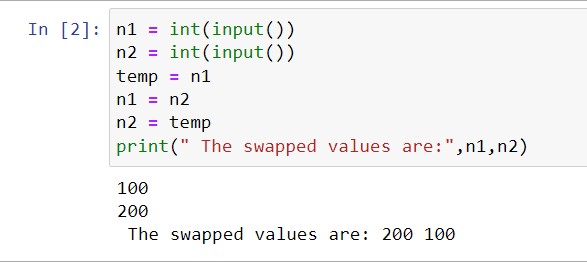 In [2]: n1 = int(input())
n2 = int(input())
temp = n1
n1 = n2
n2 = temp
print(" The swapped values are:",n1,n2)
100
200
 The swapped values are: 200 100